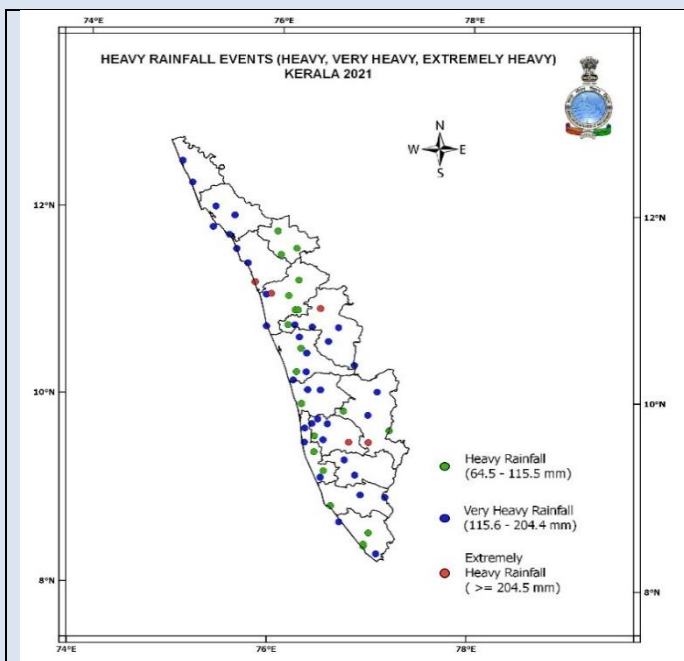 74°E 76°E 78°E
HEAVY RAINFALL EVENTS (HEAVY, VERY HEAVY, EXTREMELY HEAVY)
KERALA 2021
N
W E
S
12°N 12°N
10°N 10°N
Heavy Rainfall
(64.5 - 115.5 mm)
Very Heavy Rainfall
(115.6 - 204.4 mm)
Extremely
Heavy Rainfall
( >= 204.5 mm)
8°N 8°N
74°E 76°E 78°E